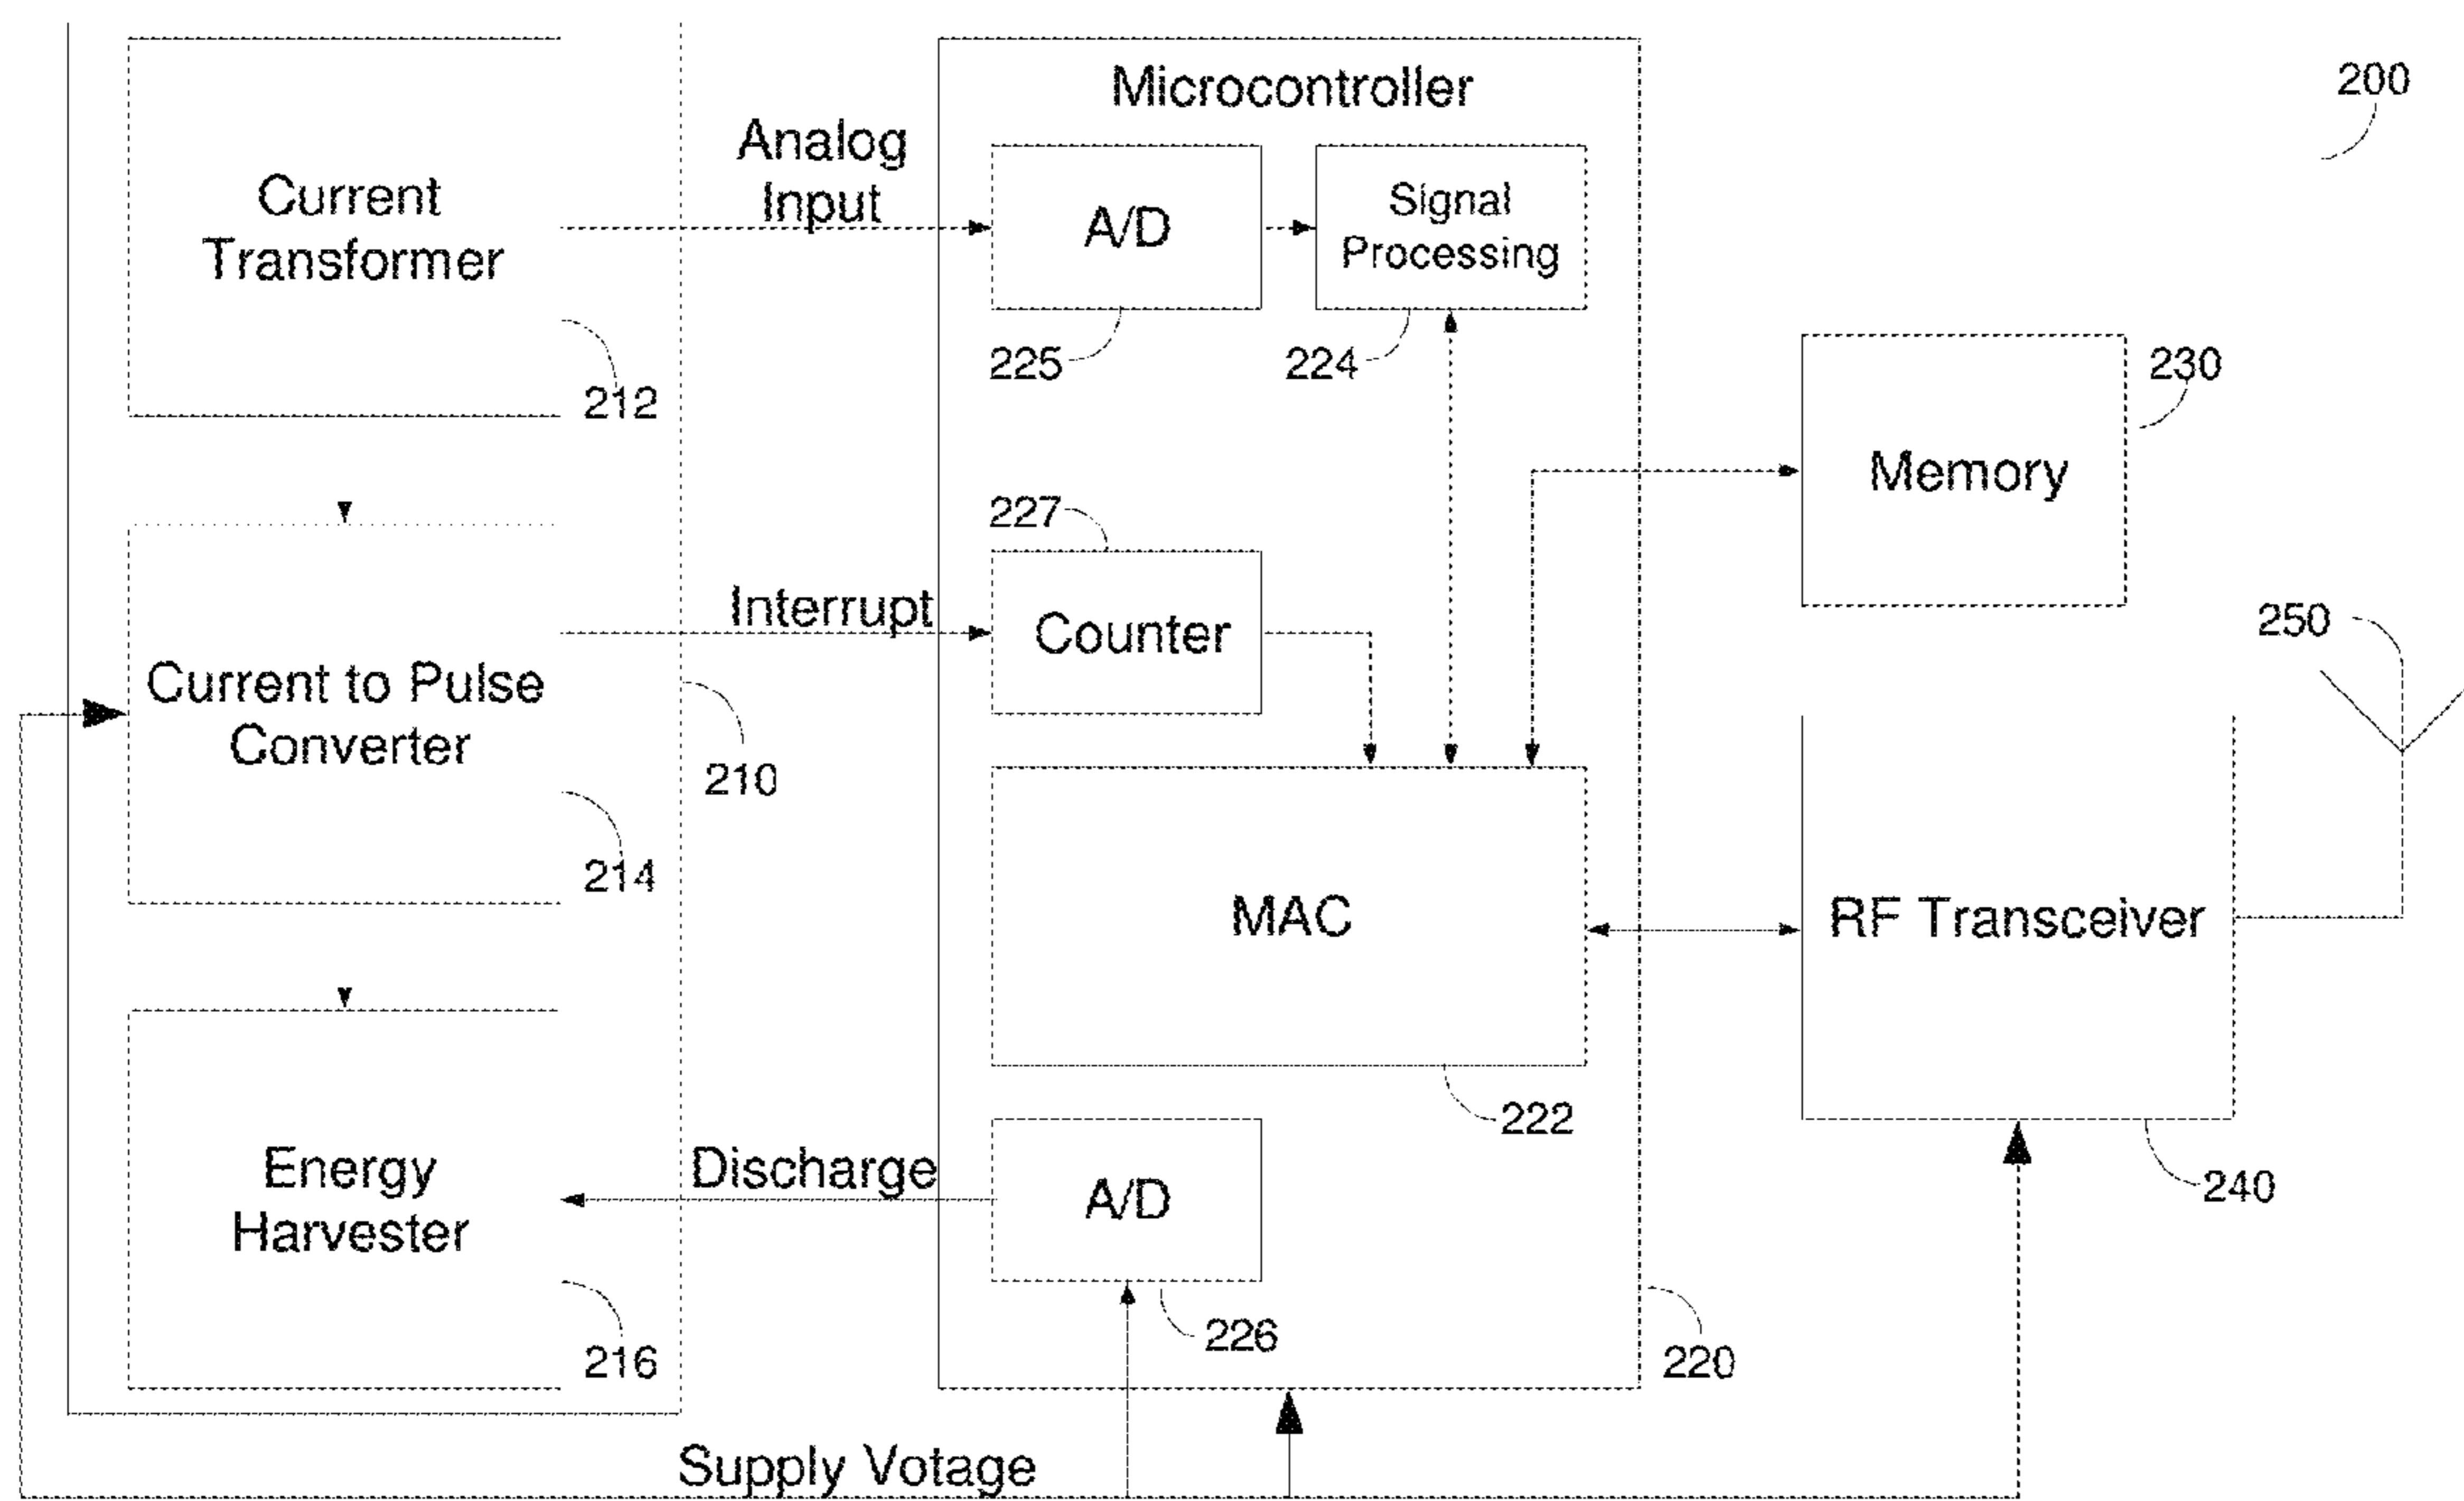 Microcontroller
200
Current
Transformer
212
Analog
Input
A/D
225
Signal
Processing
224
230
Memory
227
Interrupt
Counter
250
Current to Pulse
Converter
210
214
MAC
222
RF Transceiver
240
Energy
Harvester
216
Discharge
A/D
226
220
Supply Votage